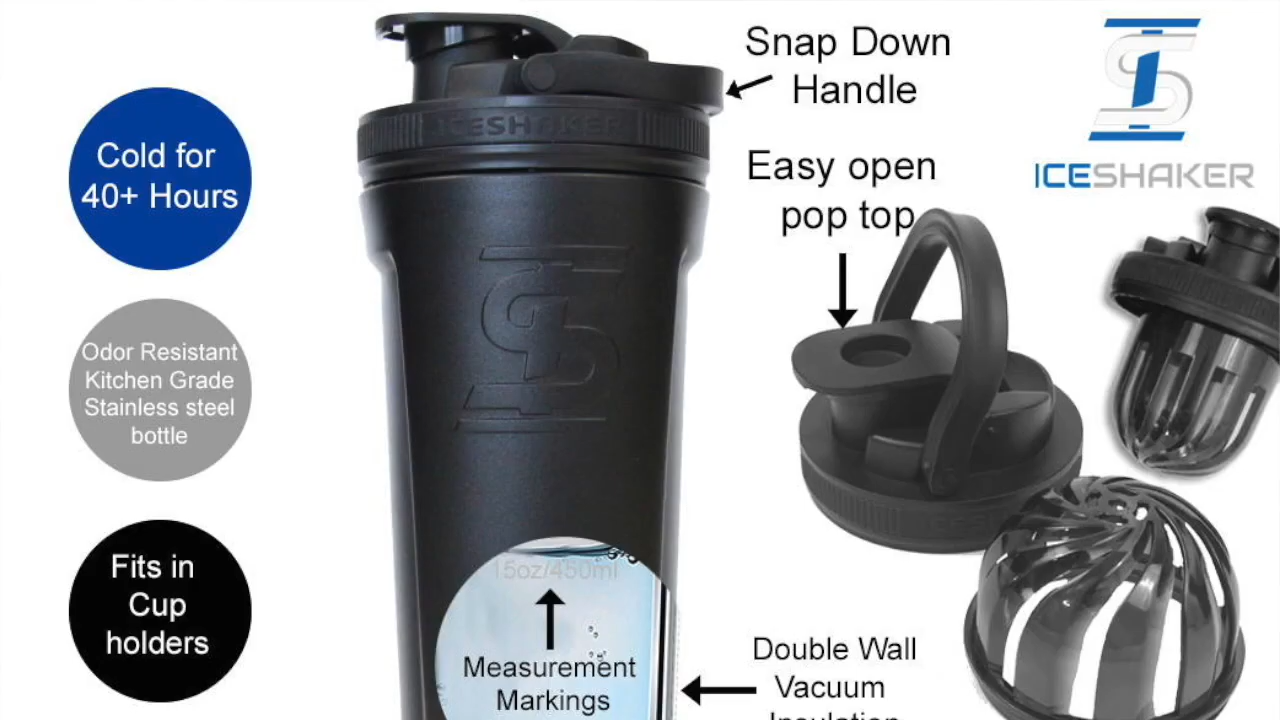 Cold for
40+ Hours
Odor Resistant
Kitchen Grade
Stainless steel
bottle
Fits in
Cup
holders
ICESHAKER
15oz/450ml
Measurement
Markings
Snap Down
Handle
Easy open
pop top
Double Wall
Vacuum
Insulation
ICESHAKER